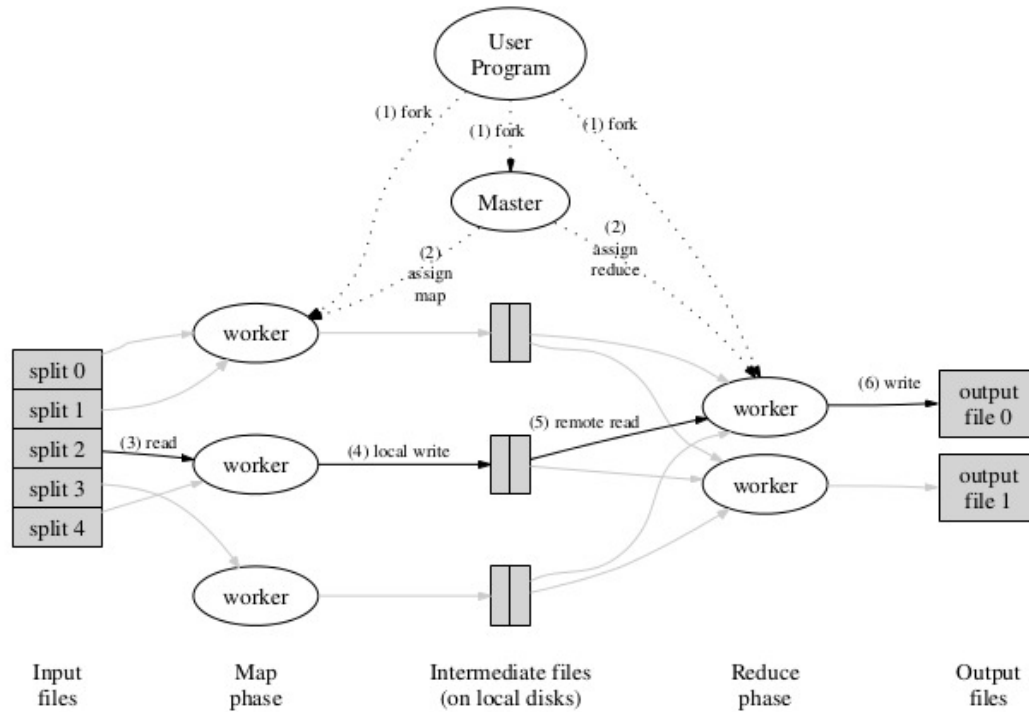 User
Program
(1) fork
(1) fork
(1) fork
Master
(2)
assign
map
(2)
assign
reduce
worker
split 0
split 1
split 2
split 3
split 4
(3) read
worker
(4) local write
(5) remote read
worker
(6) write
output
file 0
worker
output
file 1
worker
Input
files
Map
phase
Intermediate files
(on local disks)
Reduce
phase
Output
files